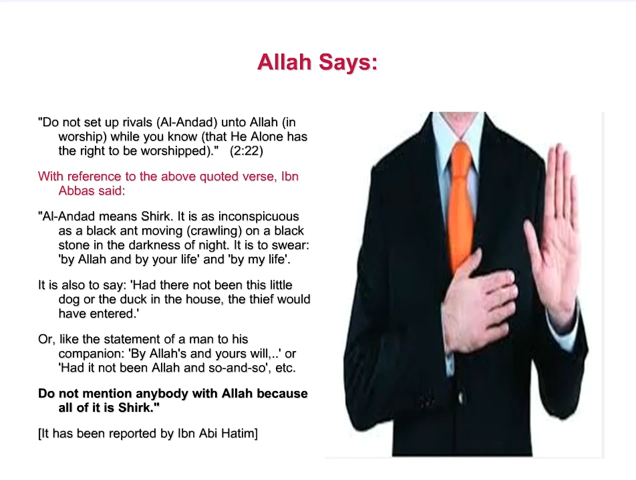 Allah Says:
"Do not set up rivals (Al-Andad) unto Allah (in
worship) while you know (that He Alone has
the right to be worshipped)." (2:22)
With reference to the above quoted verse, Ibn
Abbas said:
"Al-Andad means Shirk. It is as inconspicuous
as a black ant moving (crawling) on a black
stone in the darkness of night. It is to swear:
'by Allah and by your life' and 'by my life'.
It is also to say: 'Had there not been this little
dog or the duck in the house, the thief would
have entered.'
Or, like the statement of a man to his
companion: 'By Allah's and yours will,..' or
'Had it not been Allah and so-and-so', etc.
Do not mention anybody with Allah because
all of it is Shirk."
[It has been reported by Ibn Abi Hatim]